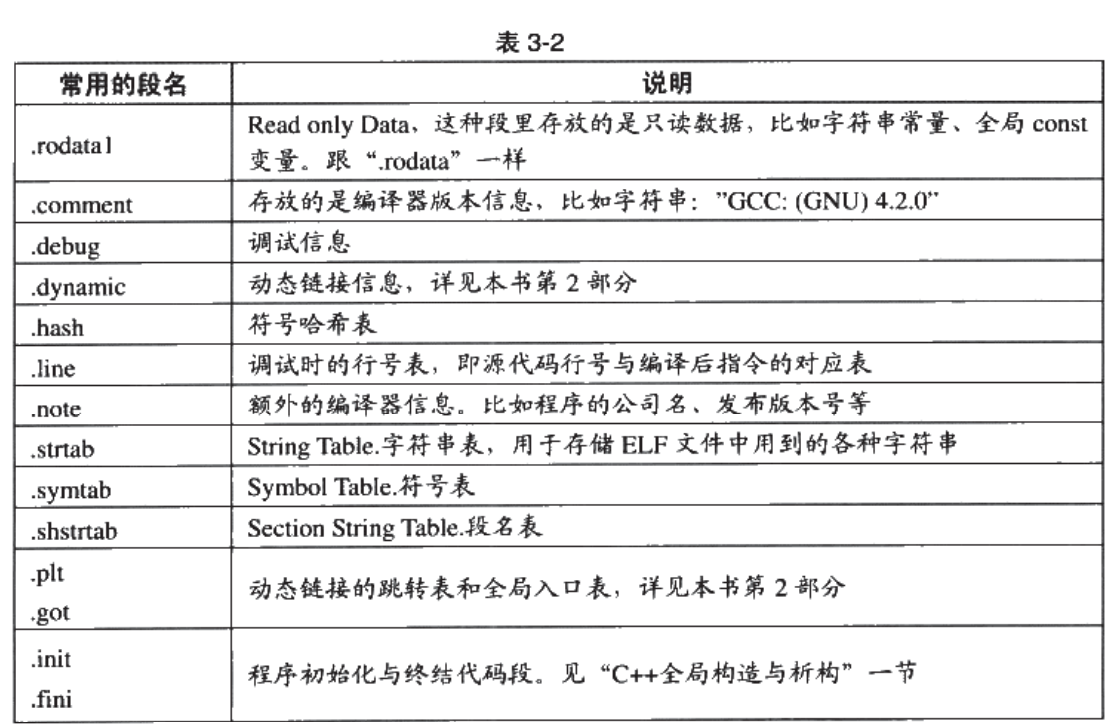 表 3-2
常用的段名 说明
.rodata1 Read only Data，这种段里存放的是只读数据，比如字符串常量、全局 const
变量。跟“.rodata”一样
.comment 存放的是编译器版本信息，比如字符串：”GCC: (GNU) 4.2.0”
.debug 调试信息
.dynamic 动态链接信息，详见本书第 2 部分
.hash 符号哈希表
.line 调试时的行号表，即源代码行号与编译后指令的对应表
.note 额外的编译器信息。比如程序的公司名、发布版本号等
.strtab String Table.字符串表，用于存储 ELF 文件中用到的各种字符串
.symtab Symbol Table.符号表
.shstrtab Section String Table.段名表
.plt
.got
动态链接的跳转表和全局入口表，详见本书第 2 部分
.init
.fini
程序初始化与终结代码段。见“C++全局构造与析构”一节